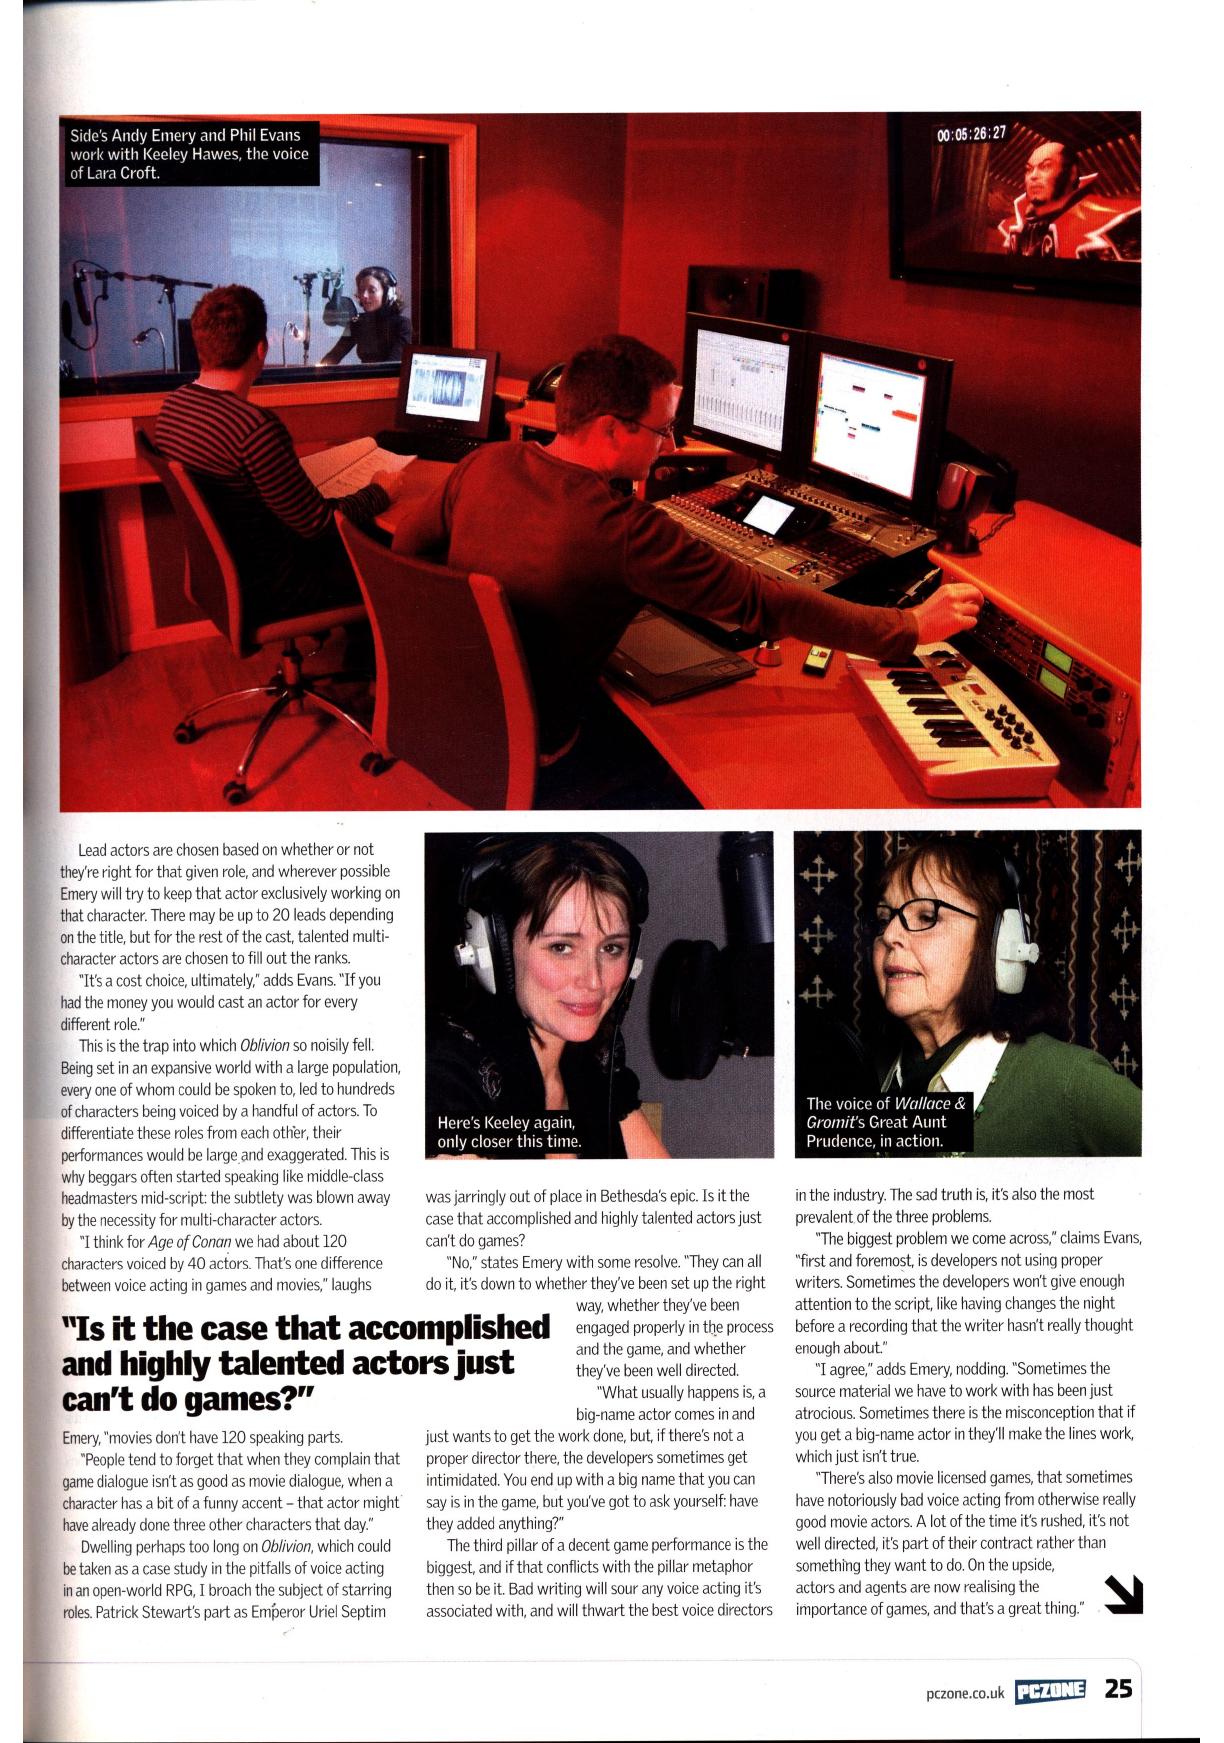 Side's Andy Emery and Phil Evans
work with Keeley Hawes, the voice
of Lara Croft.
00:05:26:27
Lead actors are chosen based on whether or not
they're right for that given role, and wherever possible
Emery will try to keep that actor exclusively working on
that character. There may be up to 20 leads depending
on the title, but for the rest of the cast, talented multi-
character actors are chosen to fill out the ranks.
"It's a cost choice, ultimately," adds Evans. "If you
had the money you would cast an actor for every
different role."
This is the trap into which Oblivion so noisily fell.
Being set in an expansive world with a large population,
every one of whom could be spoken to, led to hundreds
of characters being voiced by a handful of actors. To
differentiate these roles from each other, their
performances would be large and exaggerated. This is
why beggars often started speaking like middle-class
headmasters mid-script: the subtlety was blown away
by the necessity for multi-character actors.
"I think for Age of Conan we had about 120
characters voiced by 40 actors. That's one difference
between voice acting in games and movies," laughs
"Is it the case that accomplished
and highly talented actors just
can't do games?"
Emery, "movies don't have 120 speaking parts.
"People tend to forget that when they complain that
game dialogue isn't as good as movie dialogue, when a
character has a bit of a funny accent – that actor might
have already done three other characters that day."
Dwelling perhaps too long on Oblivion, which could
be taken as a case study in the pitfalls of voice acting
in an open-world RPG, I broach the subject of starring
roles. Patrick Stewart's part as Emperor Uriel Septim
Here's Keeley again,
only closer this time.
was jarringly out of place in Bethesda's epic. Is it the
case that accomplished and highly talented actors just
can't do games?
"No," states Emery with some resolve. "They can all
do it, it's down to whether they've been set up the right
way, whether they've been
engaged properly in the process
and the game, and whether
they've been well directed.
"What usually happens is, a
big-name actor comes in and
just wants to get the work done, but, if there's not a
proper director there, the developers sometimes get
intimidated. You end up with a big name that you can
say is in the game, but you've got to ask yourself: have
they added anything?"
The third pillar of a decent game performance is the
biggest, and if that conflicts with the pillar metaphor
then so be it. Bad writing will sour any voice acting it's
associated with, and will thwart the best voice directors
The voice of Wallace &
Gromit's Great Aunt
Prudence, in action.
in the industry. The sad truth is, it's also the most
prevalent of the three problems.
"The biggest problem we come across," claims Evans,
"first and foremost, is developers not using proper
writers. Sometimes the developers won't give enough
attention to the script, like having changes the night
before a recording that the writer hasn't really thought
enough about."
"I agree," adds Emery, nodding. "Sometimes the
source material we have to work with has been just
atrocious. Sometimes there is the misconception that if
you get a big-name actor in they'll make the lines work,
which just isn't true.
"There's also movie licensed games, that sometimes
have notoriously bad voice acting from otherwise really
good movie actors. A lot of the time it's rushed, it's not
well directed, it's part of their contract rather than
something they want to do. On the upside,
actors and agents are now realising the
importance of games, and that's a great thing."
pczone.co.uk PCZONE 25